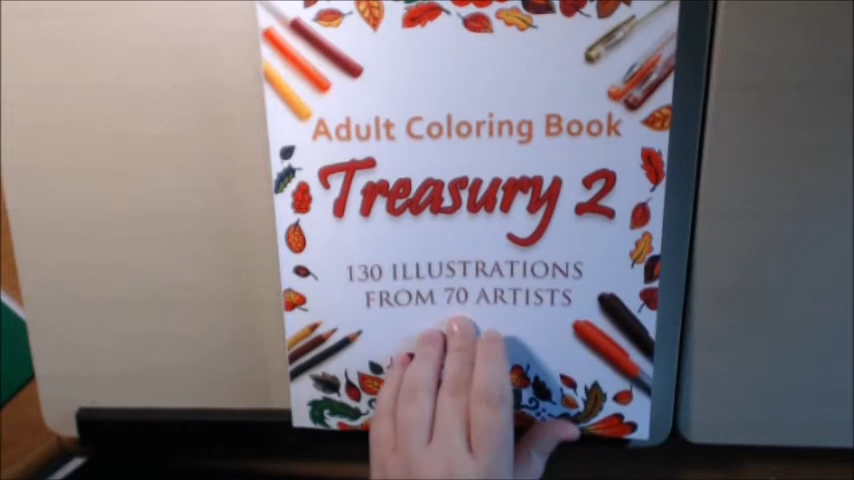 Adult Coloring Book
Treasury 2
130 ILLUSTRATIONS
FROM 70 ARTISTS